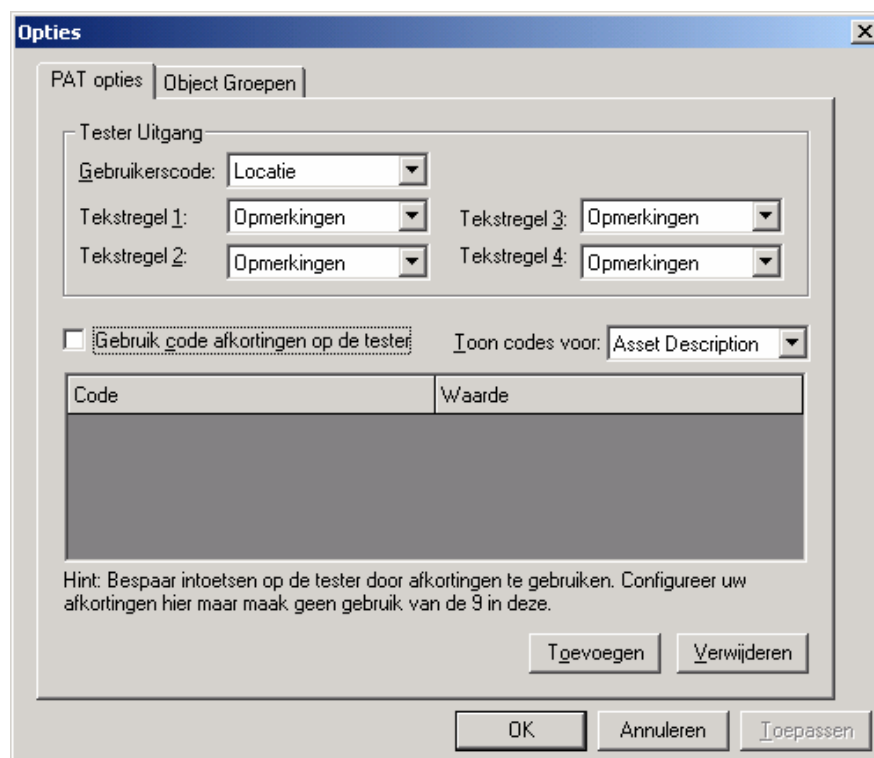 Opties
PAT opties Object Groepen
Tester Uitgang
Gebruikerscode: Locatie
Tekstregel 1: Opmerkingen Tekstregel 3: Opmerkingen
Tekstregel 2: Opmerkingen Tekstregel 4: Opmerkingen
Gebruik code afkortingen op de tester Toon codes voor: Asset Description
Code Waarde
Hint: Bespaar intoetsen op de tester door afkortingen te gebruiken. Configureer uw
afkortingen hier maar maak geen gebruik van de 9 in deze.
Toevoegen Verwijderen
OK Annuleren Toepassen